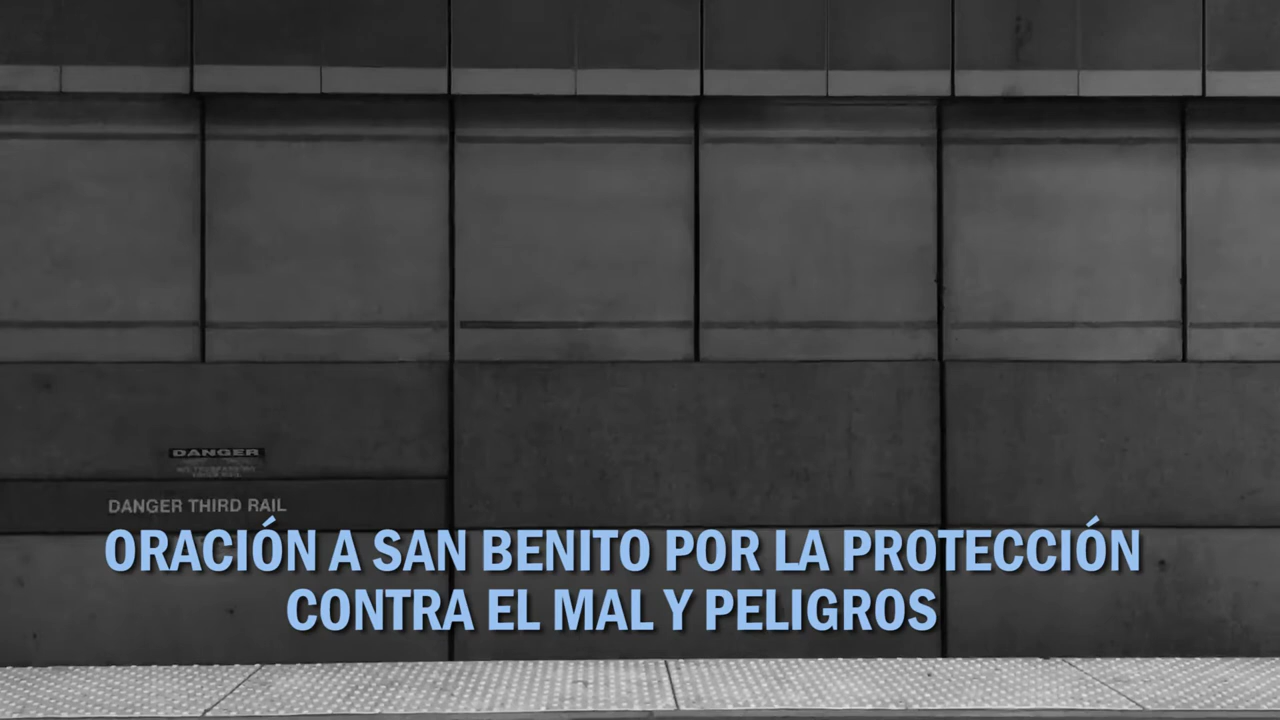 DANGER
DANGER THIRD RAIL
ORACIÓN A SAN BENITO POR LA PROTECCIÓN
CONTRA EL MAL Y PELIGROS